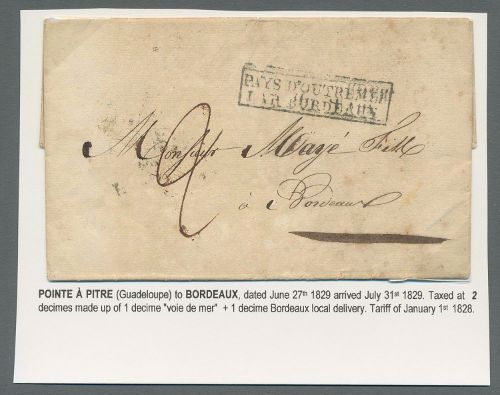 PAYS D'OUTREMER
PAR BORDEAUX
Monsieur Mayé Fils
2
à Bordeaux
POINTE À PITRE (Guadeloupe) to BORDEAUX, dated June 27th 1829 arrived July 31st 1829. Taxed at 2
decimes made up of 1 decime "voie de mer" + 1 decime Bordeaux local delivery. Tariff of January 1st 1828.